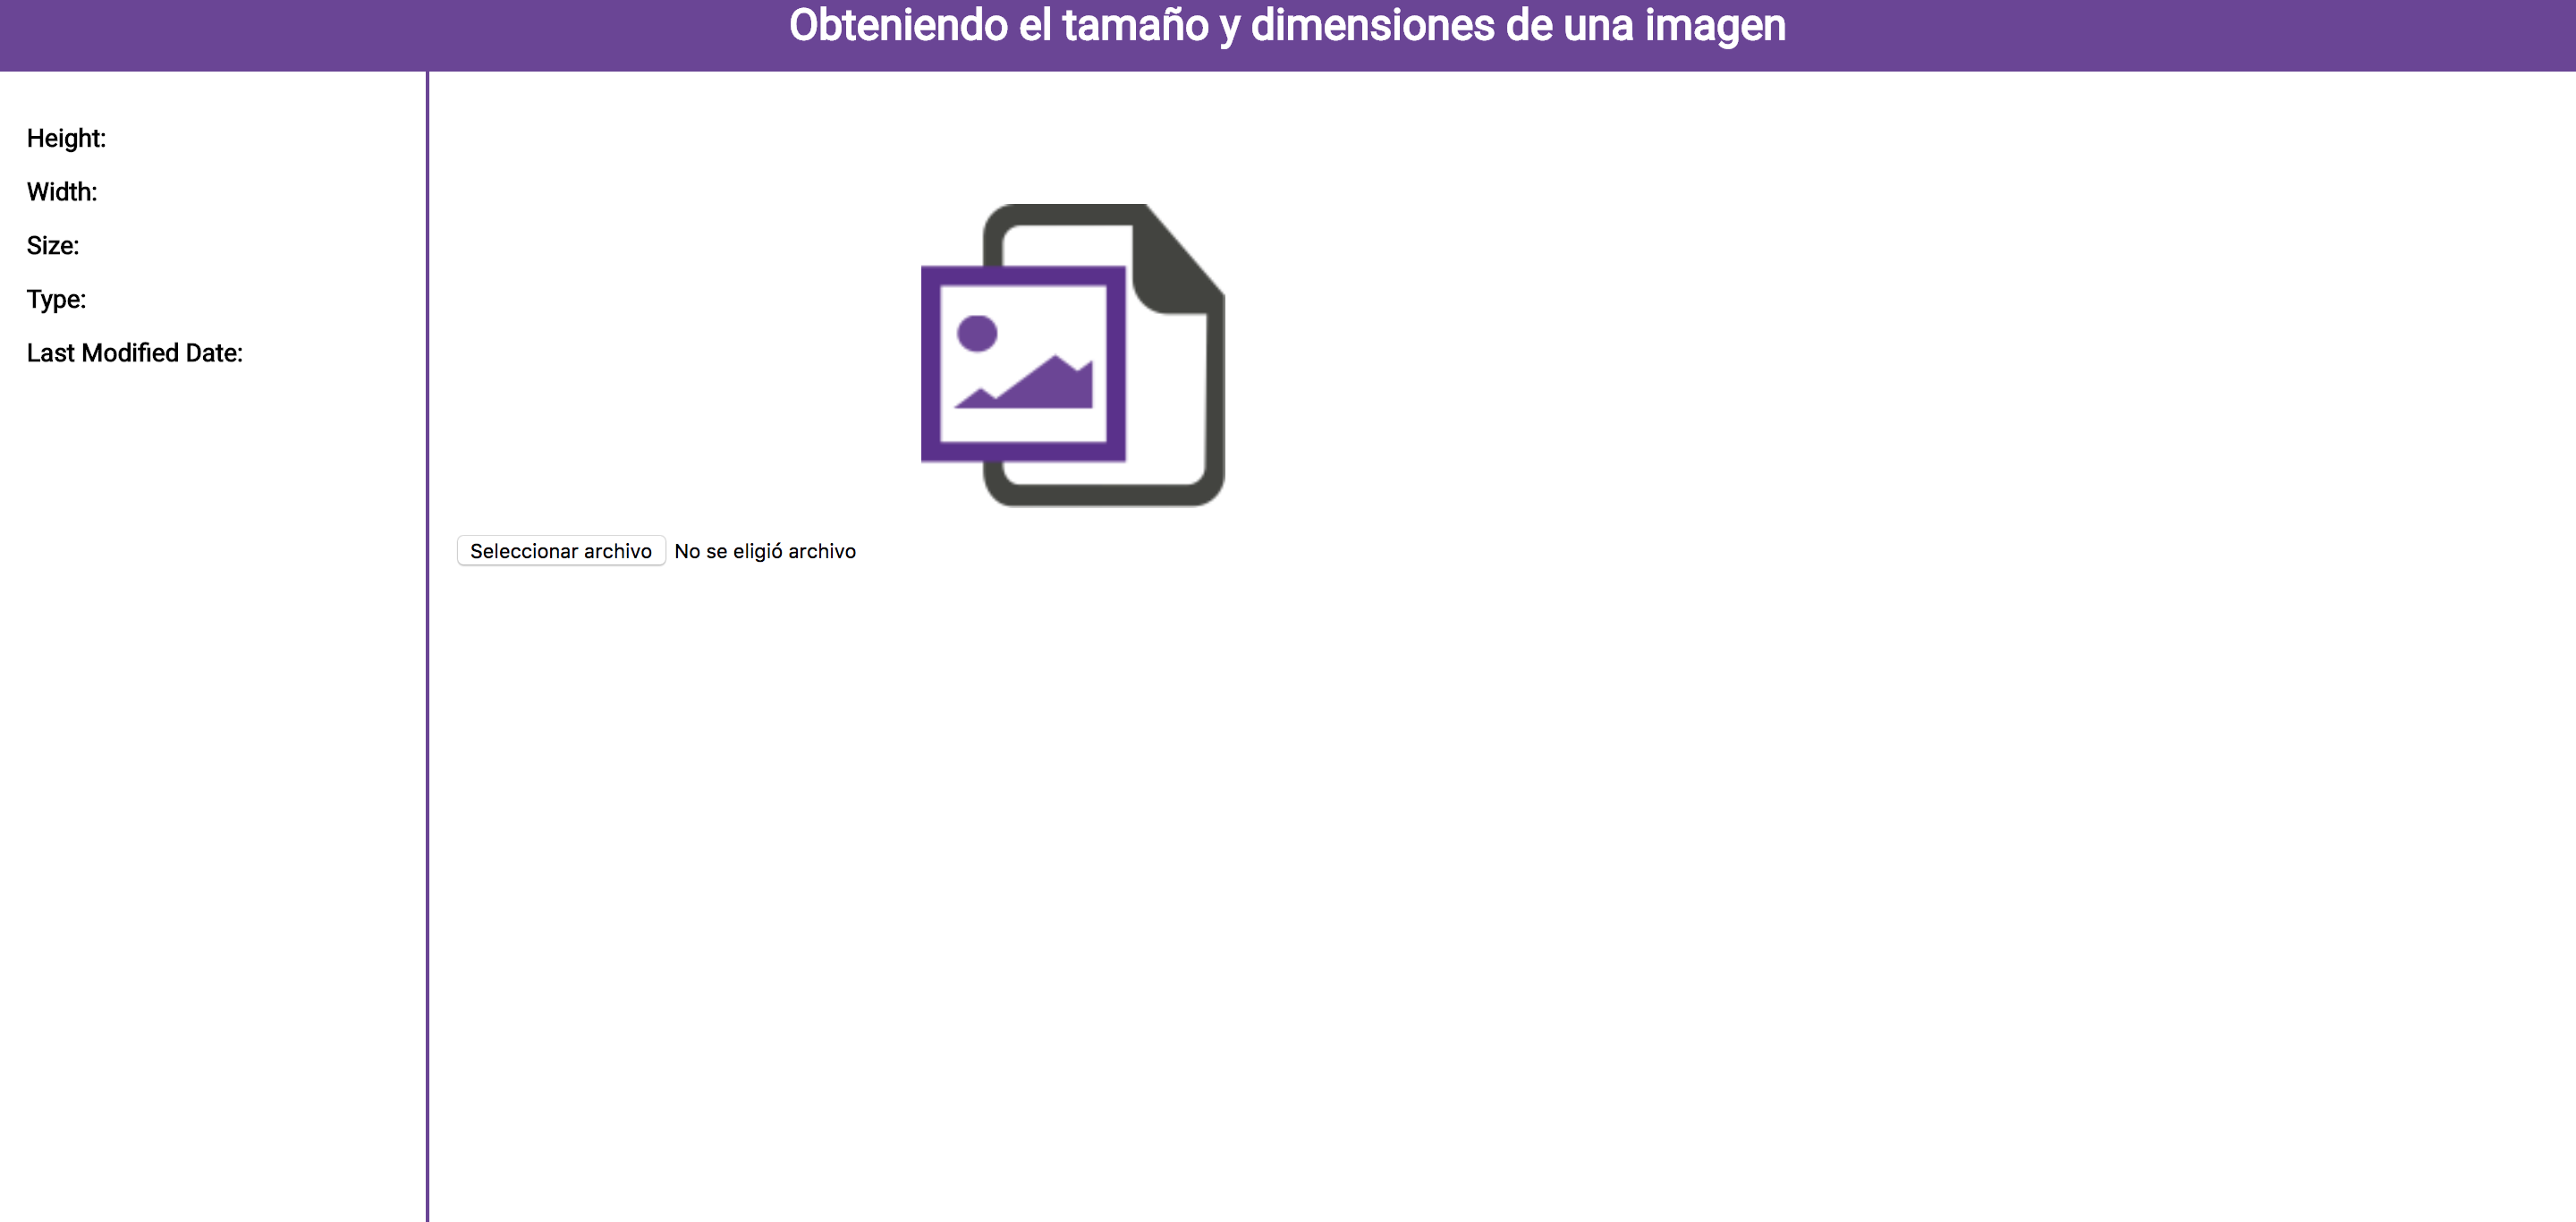 Obteniendo el tamaño y dimensiones de una imagen
Height:
Width:
Size:
Type:
Last Modified Date:
Seleccionar archivo No se eligió archivo